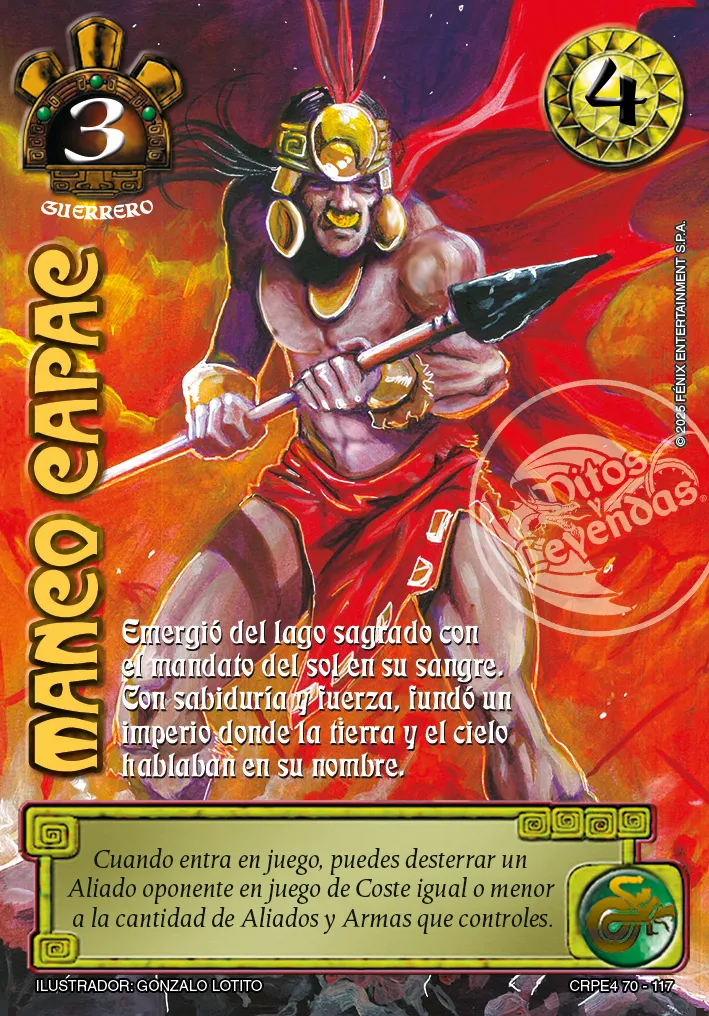 3
4
GUERRERO
MANCO CAPAC
© 2025 FÉNIX ENTERTAINMENT S.P.A.
Mitos
y
Leyendas®
Emergió del lago sagrado con
el mandato del sol en su sangre.
Con sabiduría y fuerza, fundó un
imperio donde la tierra y el cielo
hablaban en su nombre.
Cuando entra en juego, puedes desterrar un
Aliado oponente en juego de Coste igual o menor
a la cantidad de Aliados y Armas que controles.
ILUSTRADOR: GONZALO LOTITO
CRPE4 70 - 117